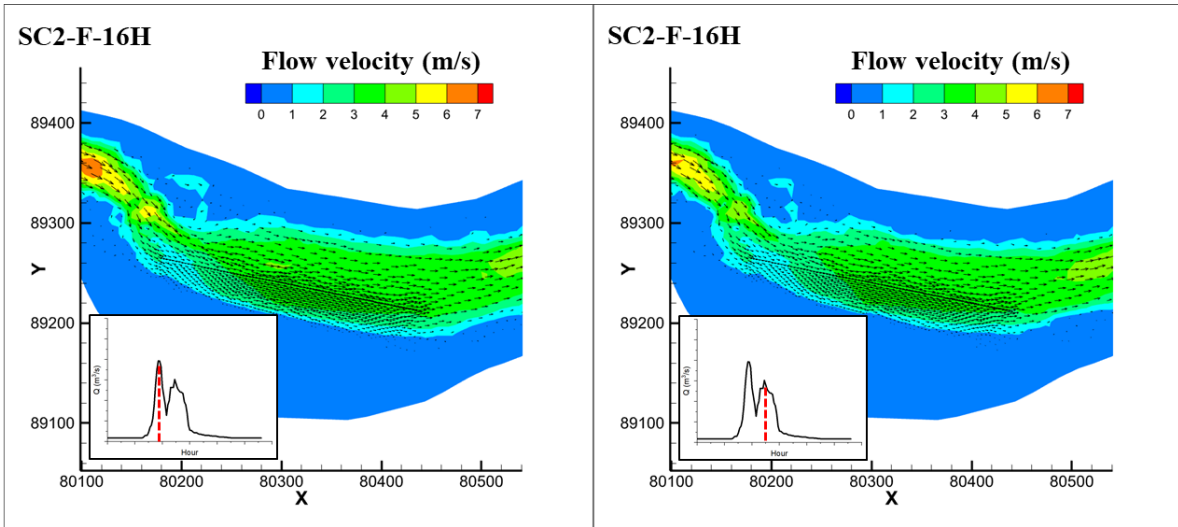 SC2-F-16H
Flow velocity (m/s)
0 1 2 3 4 5 6 7
89400
89300
89200
89100
Y
80100 80200 80300 80400 80500
X
Q (m³/s)
Hour
SC2-F-16H
Flow velocity (m/s)
0 1 2 3 4 5 6 7
89400
89300
89200
89100
Y
80100 80200 80300 80400 80500
X
Q (m³/s)
Hour